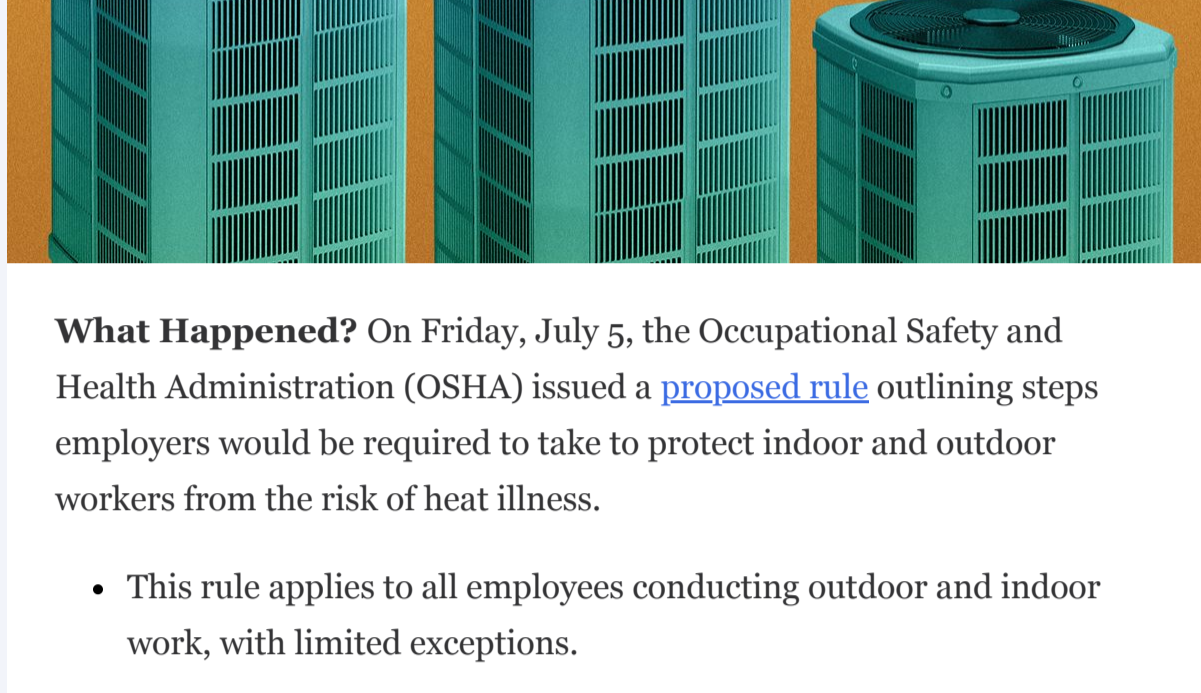 What Happened? On Friday, July 5, the Occupational Safety and
Health Administration (OSHA) issued a proposed rule outlining steps
employers would be required to take to protect indoor and outdoor
workers from the risk of heat illness.
• This rule applies to all employees conducting outdoor and indoor
work, with limited exceptions.